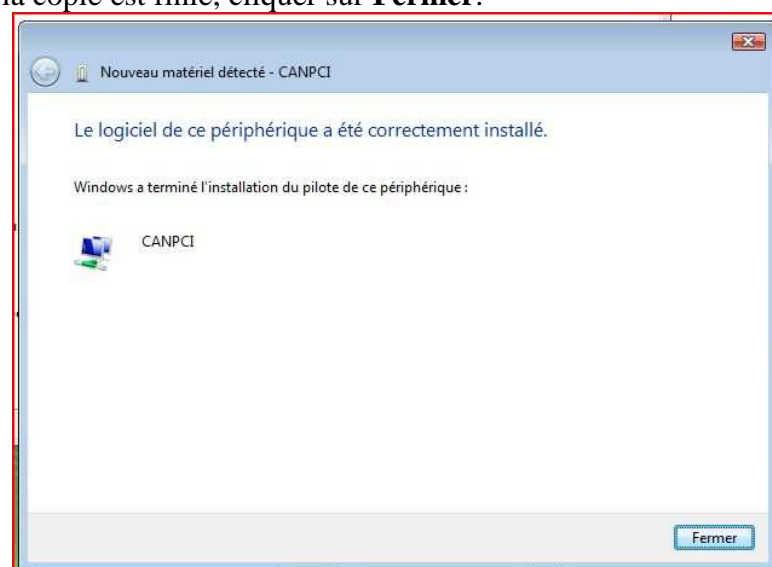 la copie est finie, cliquer sur Fermer.
Nouveau matériel détecté - CANPCI
Le logiciel de ce périphérique a été correctement installé.
Windows a terminé l'installation du pilote de ce périphérique :
CANPCI
Fermer